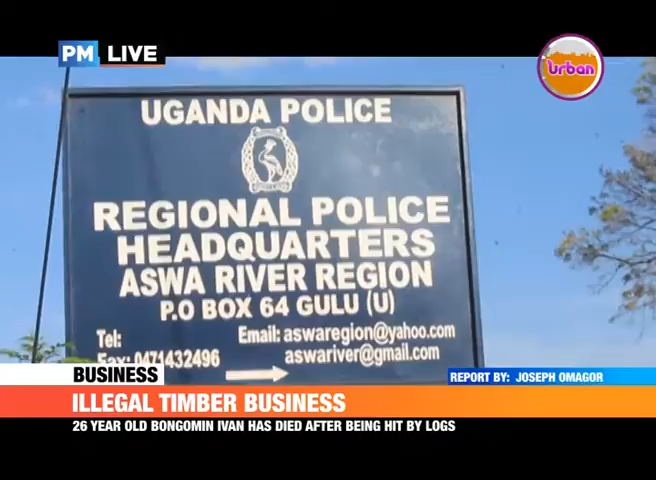 PM LIVE
urban
UGANDA POLICE
REGIONAL POLICE
HEADQUARTERS
ASWA RIVER REGION
P.O BOX 64 GULU (U)
Tel:
Email: aswaregion@yahoo.com
Fax: 0471432496
aswariver@gmail.com
BUSINESS
REPORT BY: JOSEPH OMAGOR
ILLEGAL TIMBER BUSINESS
26 YEAR OLD BONGOMIN IVAN HAS DIED AFTER BEING HIT BY LOGS